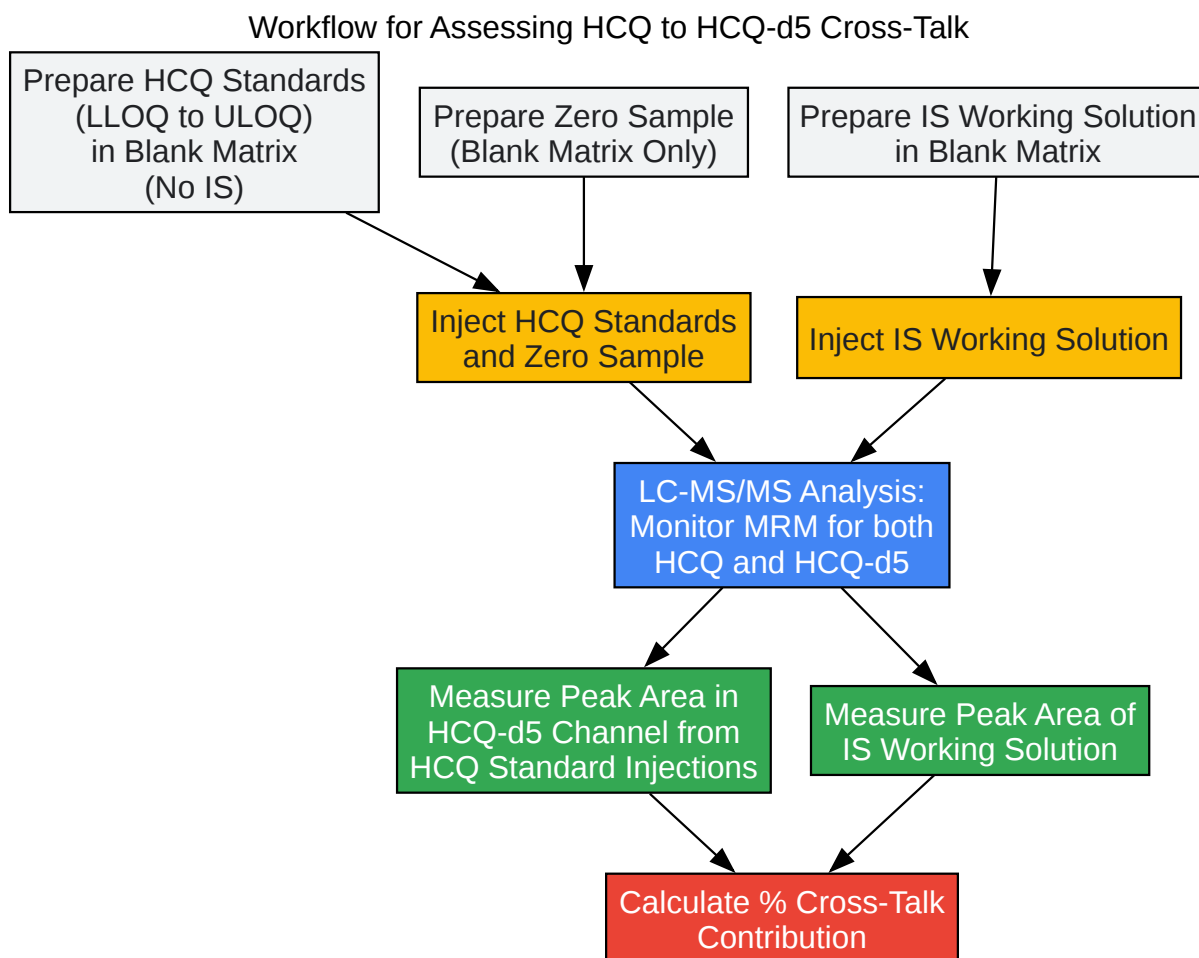 Workflow for Assessing HCQ to HCQ-d5 Cross-Talk
Prepare HCQ Standards
(LLOQ to ULOQ)
in Blank Matrix
(No IS)
Prepare Zero Sample
(Blank Matrix Only)
Prepare IS Working Solution
in Blank Matrix
Inject HCQ Standards
and Zero Sample
Inject IS Working Solution
LC-MS/MS Analysis:
Monitor MRM for both
HCQ and HCQ-d5
Measure Peak Area in
HCQ-d5 Channel from
HCQ Standard Injections
Measure Peak Area of
IS Working Solution
Calculate % Cross-Talk
Contribution